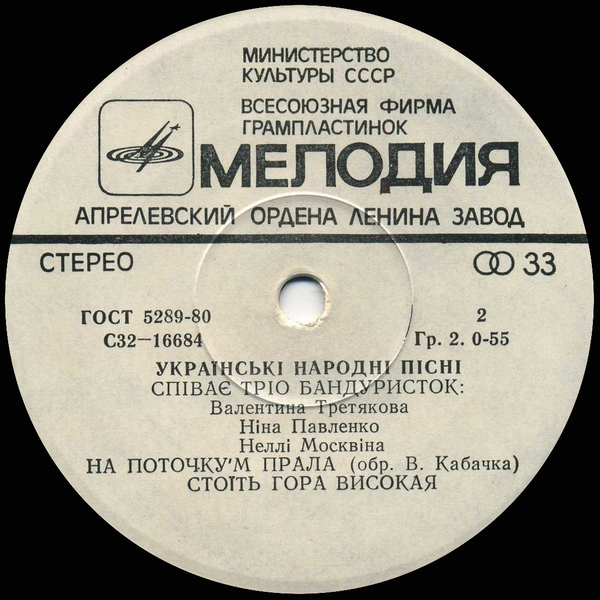 МИНИСТЕРСТВО
КУЛЬТУРЫ СССР
ВСЕСОЮЗНАЯ ФИРМА
ГРАМПЛАСТИНОК
МЕЛОДИЯ
АПРЕЛЕВСКИЙ ОРДЕНА ЛЕНИНА ЗАВОД
СТЕРЕО 33
ГОСТ 5289-80 2
С32—16684 Гр. 2. 0-55
УКРАЇНСЬКІ НАРОДНІ ПІСНІ
СПІВАЄ ТРІО БАНДУРИСТОК:
Валентина Третякова
Ніна Павленко
Неллі Москвіна
НА ПОТОЧКУ'М ПРАЛА (обр. В. Кабачка)
СТОЇТЬ ГОРА ВИСОКАЯ